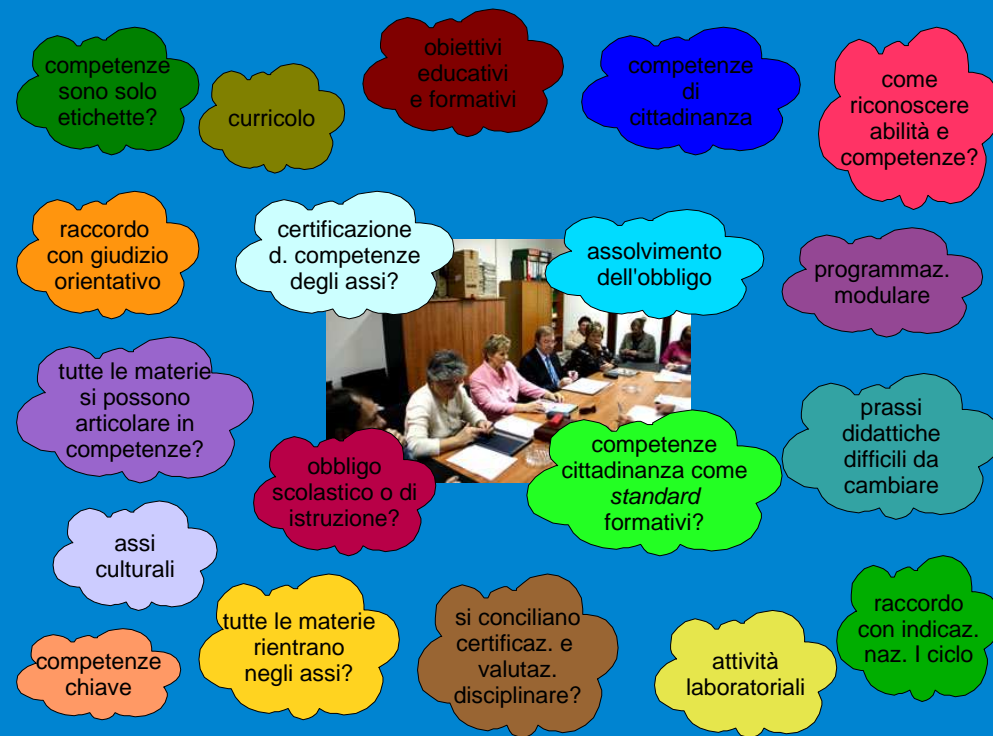 competenze
sono solo
etichette?
curricolo
obiettivi
educativi
e formativi
competenze
di
cittadinanza
come
riconoscere
abilità e
competenze?
raccordo
con giudizio
orientativo
certificazione
d. competenze
degli assi?
assolvimento
dell'obbligo
programmaz.
modulare
tutte le materie
si possono
articolare in
competenze?
obbligo
scolastico o di
istruzione?
competenze
cittadinanza come
standard
formativi?
prassi
didattiche
difficili da
cambiare
assi
culturali
competenze
chiave
tutte le materie
rientrano
negli assi?
si conciliano
certificaz. e
valutaz.
disciplinare?
attività
laboratoriali
raccordo
con indicaz.
naz. I ciclo